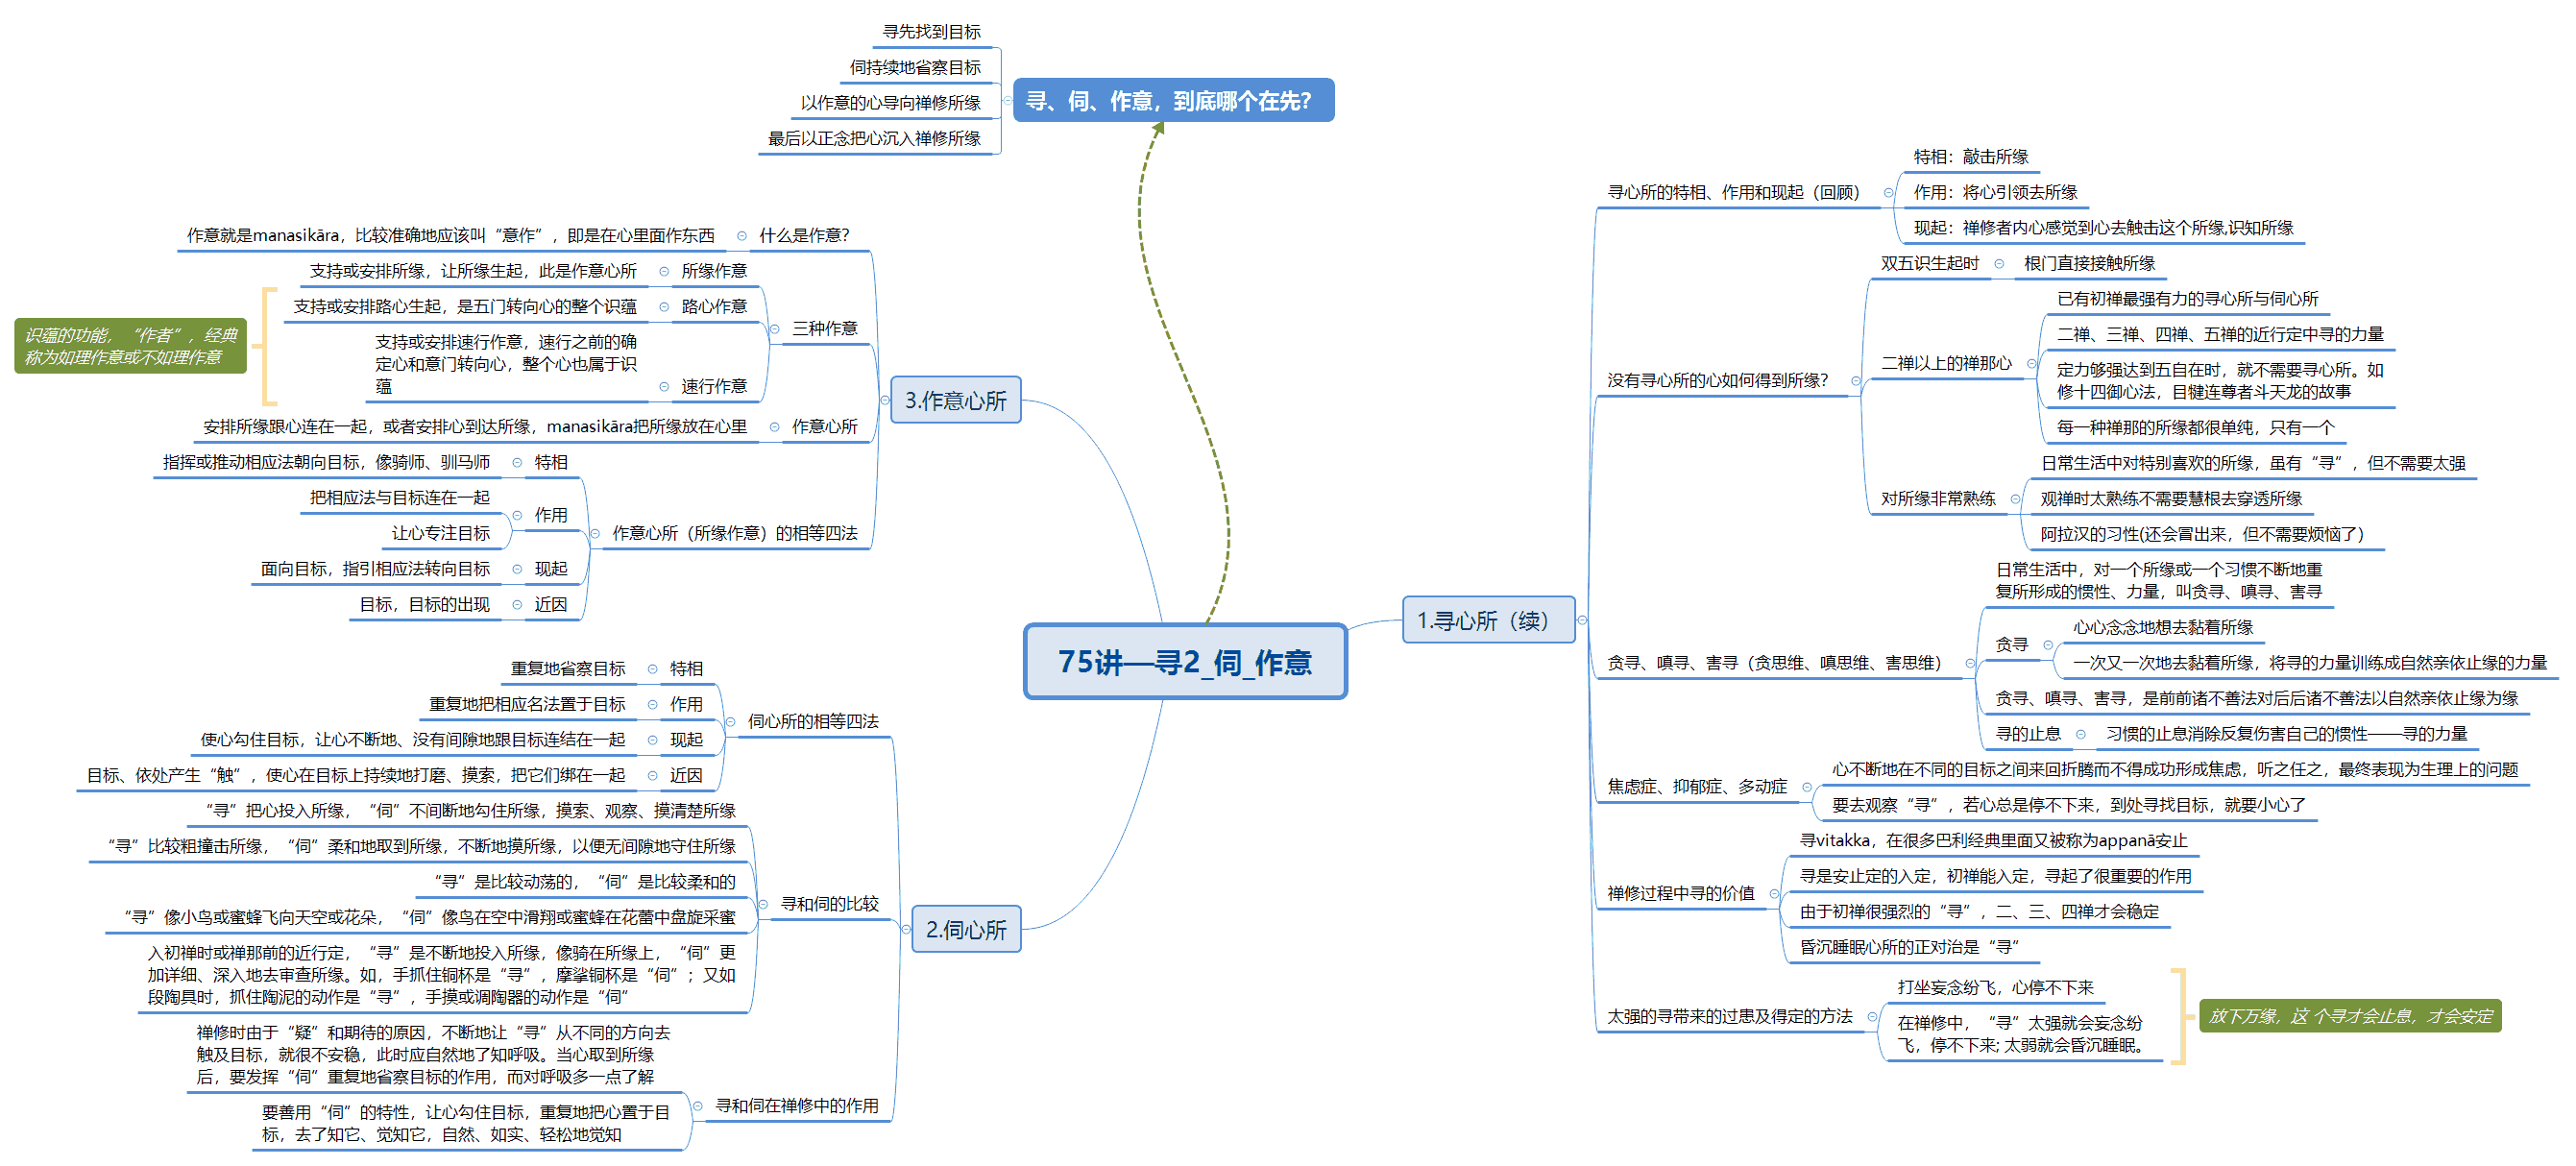 75讲—寻2_伺_作意
1.寻心所（续）
寻心所的特相、作用和现起（回顾）
特相：敲击所缘
作用：将心引领去所缘
现起：禅修者内心感觉到心去触击这个所缘,识知所缘
没有寻心所的心如何得到所缘？
双五识生起时
根门直接接触所缘
二禅以上的禅那心
已有初禅最强有力的寻心所与伺心所
二禅、三禅、四禅、五禅的近行定中寻的力量
定力够强达到五自在时，就不需要寻心所。如
修十四御心法，目犍连尊者斗天龙的故事
每一种禅那的所缘都很单纯，只有一个
对所缘非常熟练
日常生活中对特别喜欢的所缘，虽有“寻”，但不需要太强
观禅时太熟练不需要慧根去穿透所缘
阿拉汉的习性(还会冒出来，但不需要烦恼了)
贪寻、嗔寻、害寻（贪思维、嗔思维、害思维）
日常生活中，对一个所缘或一个习惯不断地重
复所形成的惯性、力量，叫贪寻、嗔寻、害寻
贪寻
心心念念地想去黏着所缘
一次又一次地去黏着所缘，将寻的力量训练成自然亲依止缘的力量
贪寻、嗔寻、害寻，是前前诸不善法对后后诸不善法以自然亲依止缘为缘
寻的止息
习惯的止息消除反复伤害自己的惯性——寻的力量
焦虑症、抑郁症、多动症
心不断地在不同的目标之间来回折腾而不得成功形成焦虑，听之任之，最终表现为生理上的问题
要去观察“寻”，若心总是停不下来，到处寻找目标，就要小心了
禅修过程中寻的价值
寻vitakka，在很多巴利经典里面又被称为appanā安止
寻是安止定的入定，初禅能入定，寻起了很重要的作用
由于初禅很强烈的“寻”，二、三、四禅才会稳定
昏沉睡眠心所的正对治是“寻”
太强的寻带来的过患及得定的方法
打坐妄念纷飞，心停不下来
在禅修中，“寻”太强就会妄念纷
飞，停不下来; 太弱就会昏沉睡眠。
放下万缘，这 个寻才会止息，才会安定
2.伺心所
伺心所的相等四法
特相
重复地省察目标
作用
重复地把相应名法置于目标
现起
使心勾住目标，让心不断地、没有间隙地跟目标连结在一起
近因
目标、依处产生“触”，使心在目标上持续地打磨、摸索，把它们绑在一起
寻和伺的比较
“寻”把心投入所缘，“伺”不间断地勾住所缘，摸索、观察、摸清楚所缘
“寻”比较粗撞击所缘，“伺”柔和地取到所缘，不断地摸所缘，以便无间隙地守住所缘
“寻”是比较动荡的，“伺”是比较柔和的
“寻”像小鸟或蜜蜂飞向天空或花朵，“伺”像鸟在空中滑翔或蜜蜂在花蕾中盘旋采蜜
入初禅时或禅那前的近行定，“寻”是不断地投入所缘，像骑在所缘上，“伺”更
加详细、深入地去审查所缘。如，手抓住铜杯是“寻”，摩挲铜杯是“伺”；又如
段陶具时，抓住陶泥的动作是“寻”，手摸或调陶器的动作是“伺”
寻和伺在禅修中的作用
禅修时由于“疑”和期待的原因，不断地让“寻”从不同的方向去
触及目标，就很不安稳，此时应自然地了知呼吸。当心取到所缘
后，要发挥“伺”重复地省察目标的作用，而对呼吸多一点了解
要善用“伺”的特性，让心勾住目标，重复地把心置于目
标，去了知它、觉知它，自然、如实、轻松地觉知
3.作意心所
什么是作意？
作意就是manasikāra，比较准确地应该叫“意作”，即是在心里面作东西
三种作意
所缘作意
支持或安排所缘，让所缘生起，此是作意心所
路心作意
支持或安排路心生起，是五门转向心的整个识蕴
速行作意
支持或安排速行作意，速行之前的确
定心和意门转向心，整个心也属于识
蕴
识蕴的功能，“作者”，经典
称为如理作意或不如理作意
作意心所
安排所缘跟心连在一起，或者安排心到达所缘，manasikāra把所缘放在心里
作意心所（所缘作意）的相等四法
特相
指挥或推动相应法朝向目标，像骑师、驯马师
作用
把相应法与目标连在一起
让心专注目标
现起
面向目标，指引相应法转向目标
近因
目标，目标的出现
寻、伺、作意，到底哪个在先？
寻先找到目标
伺持续地省察目标
以作意的心导向禅修所缘
最后以正念把心沉入禅修所缘